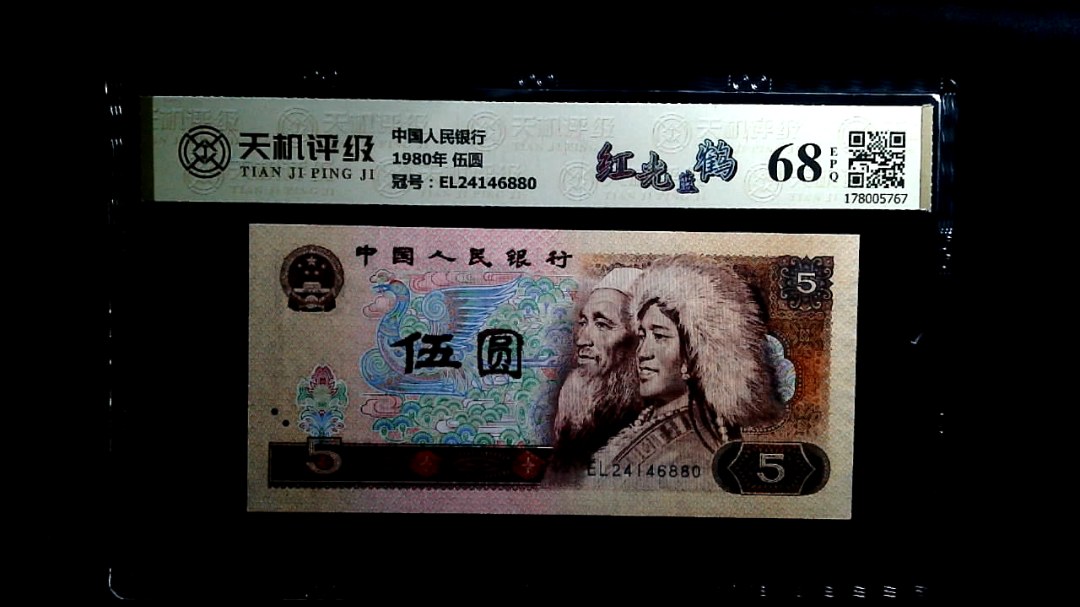 天机评级
TIAN JI PING JI
中国人民银行
1980年 伍圆
冠号：EL24146880
红光蓝鹤
68
EPQ
178005767
中国人民银行
5
伍圆
5
EL24146880
5